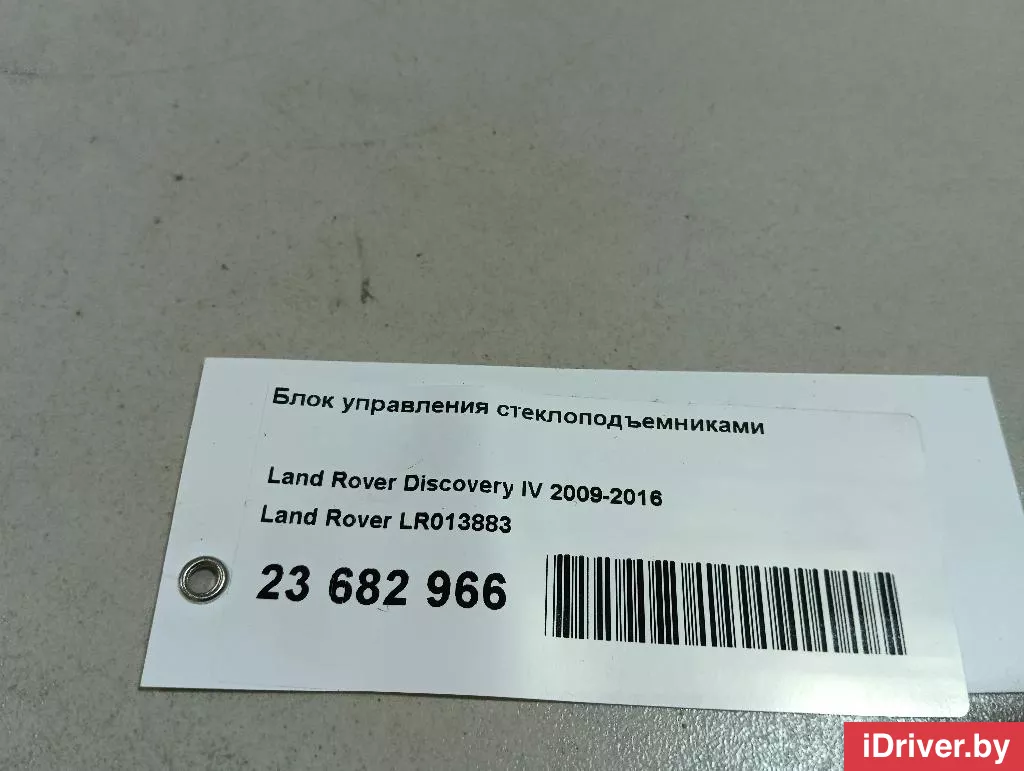 Блок управления стеклоподъемниками
Land Rover Discovery IV 2009-2016
Land Rover LR013883
23 682 966
iDriver.by